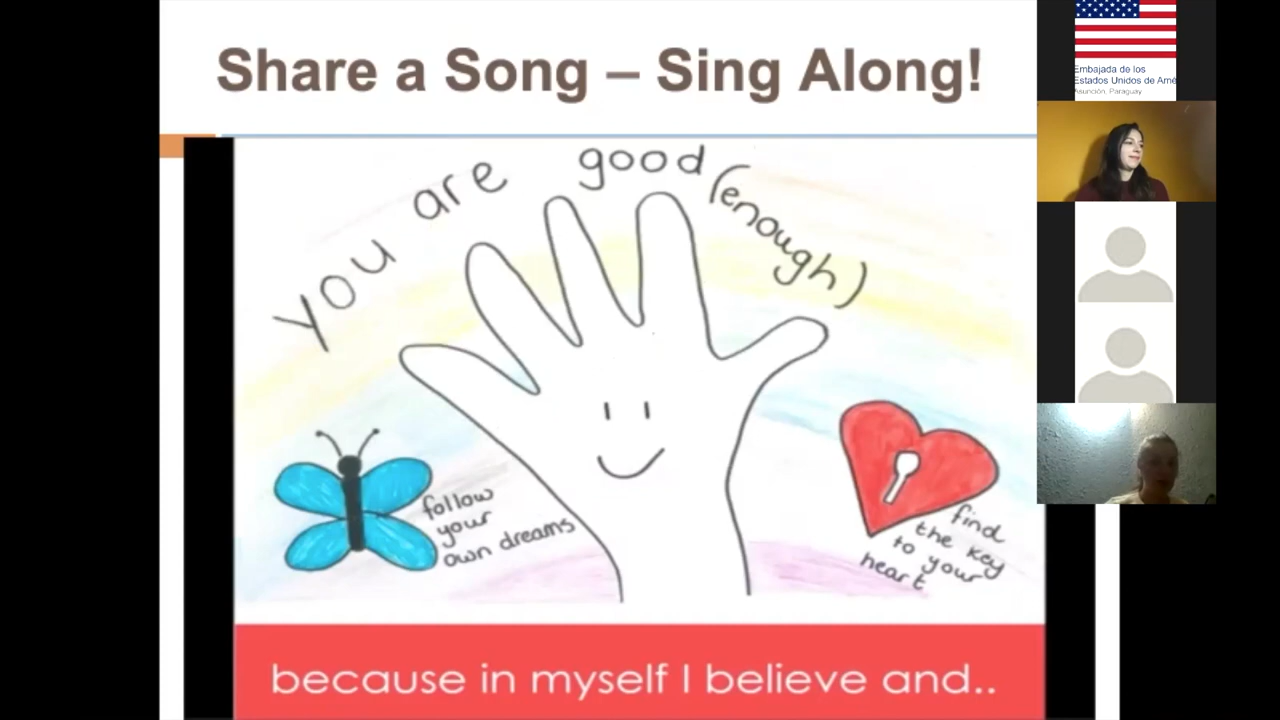 Share a Song – Sing Along!
you are good (enough)
follow
your
own dreams
find
the key
to your
heart
because in myself I believe and..
Embajada de los
Estados Unidos de Amé
Asunción, Paraguay